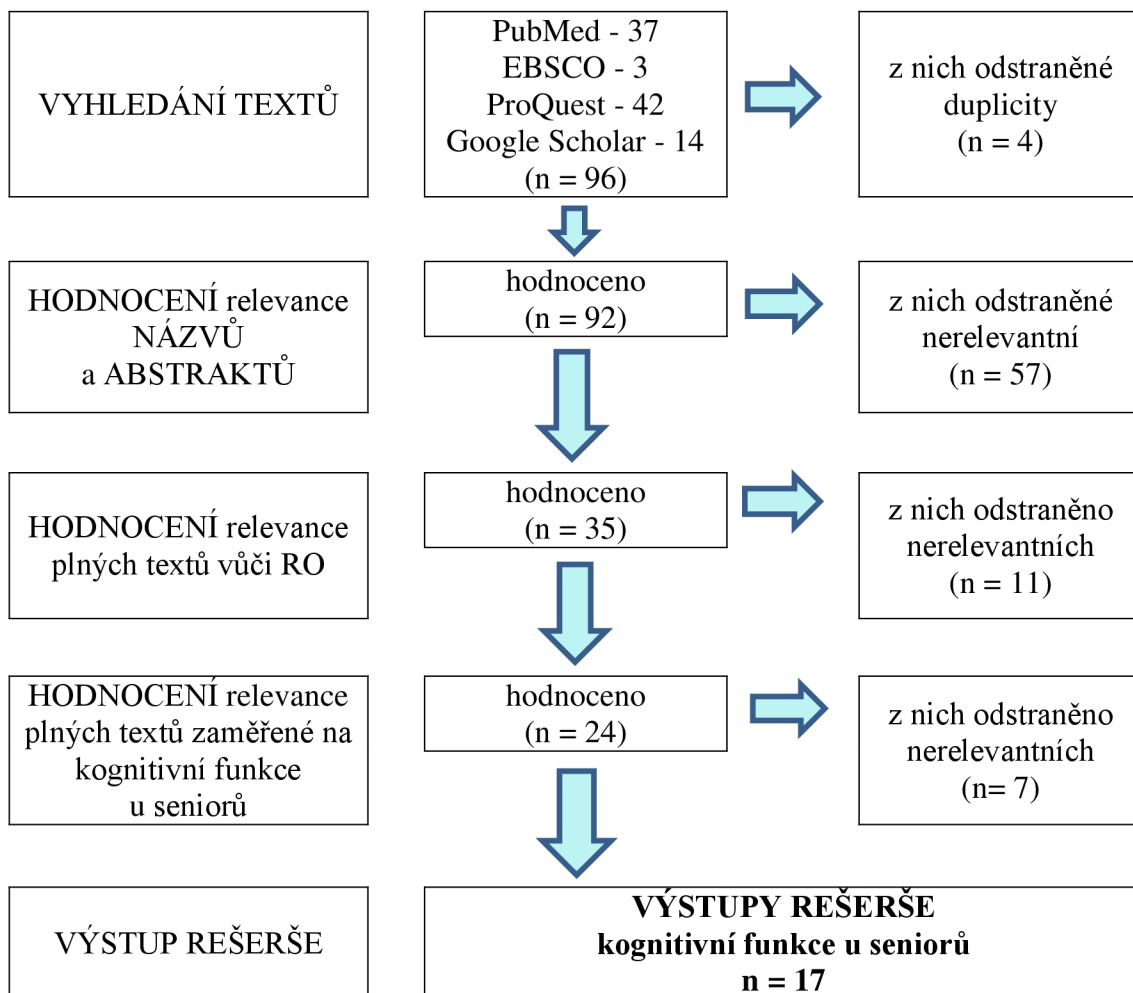 VYHLEDÁNÍ TEXTŮ
PubMed - 37
EBSCO - 3
ProQuest - 42
Google Scholar - 14
(n = 96)
z nich odstraněné
duplicity
(n = 4)
HODNOCENÍ relevance
NÁZVŮ
a ABSTRAKTŮ
hodnoceno
(n = 92)
z nich odstraněné
nerelevantní
(n = 57)
HODNOCENÍ relevance
plných textů vůči RO
hodnoceno
(n = 35)
z nich odstraněno
nerelevantních
(n = 11)
HODNOCENÍ relevance
plných textů zaměřené na
kognitivní funkce
u seniorů
hodnoceno
(n = 24)
z nich odstraněno
nerelevantních
(n= 7)
VÝSTUP REŠERŠE
VÝSTUPY REŠERŠE
kognitivní funkce u seniorů
n = 17